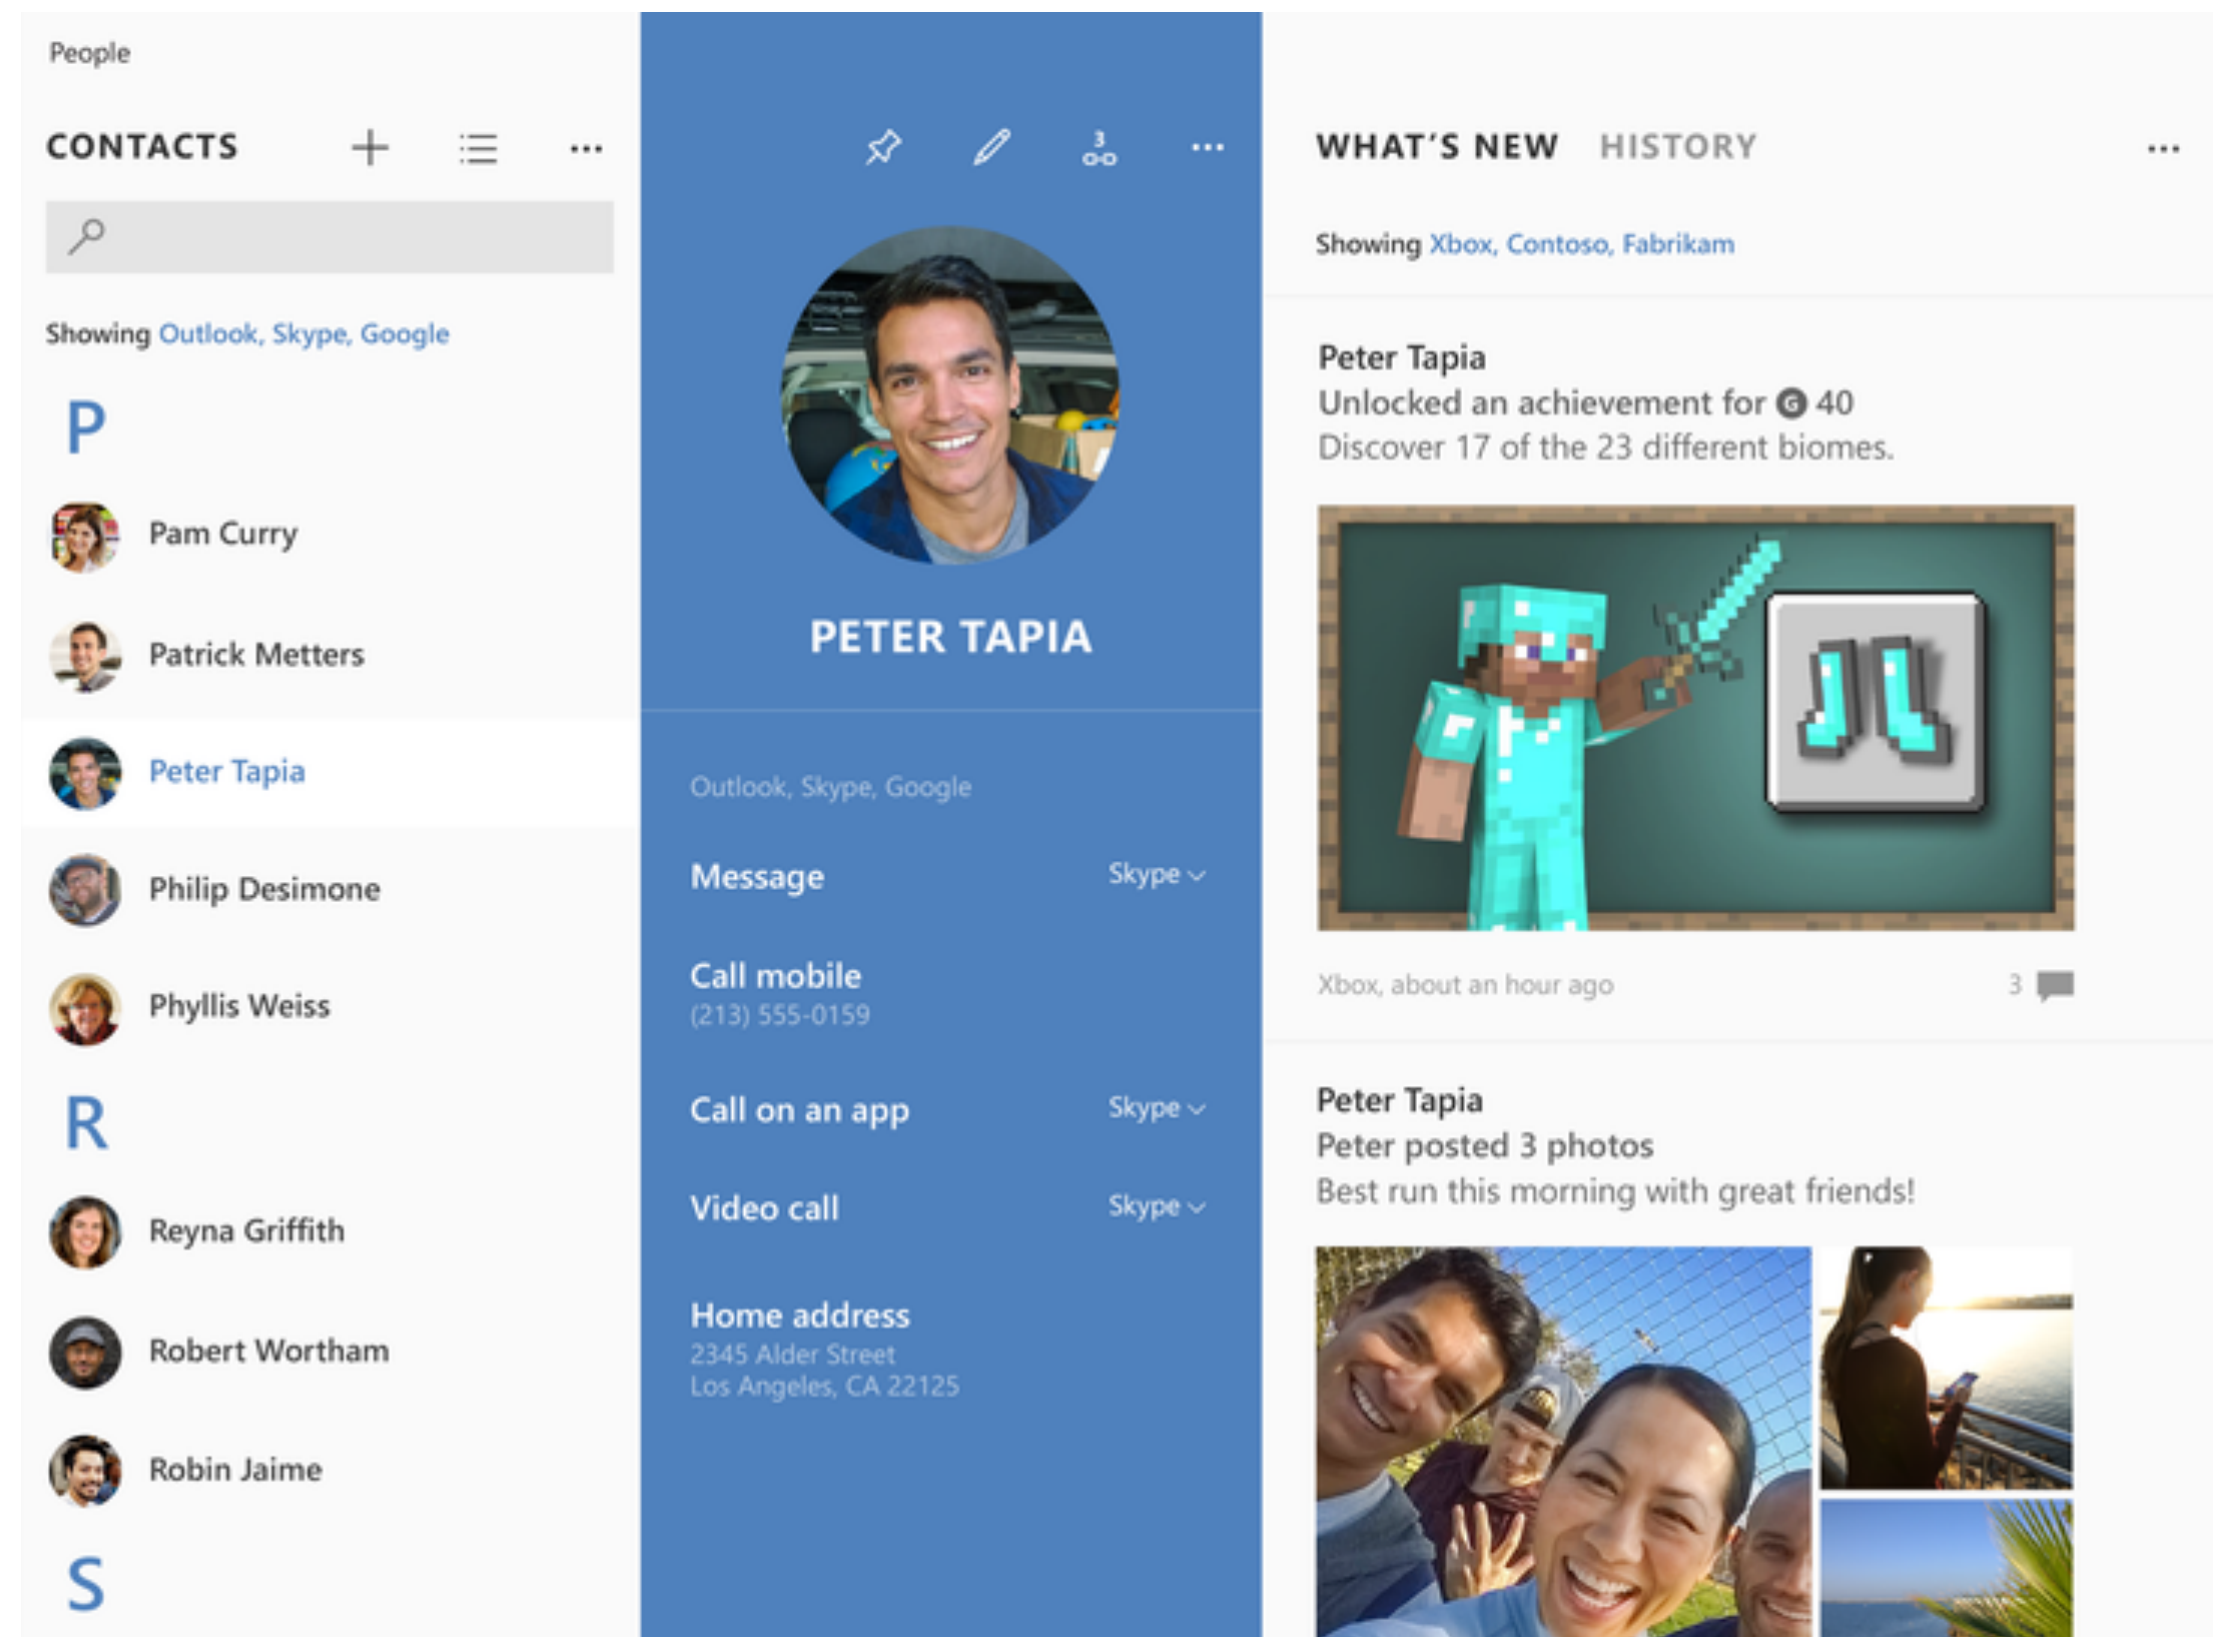 People
CONTACTS
Showing Outlook, Skype, Google
P
Pam Curry
Patrick Metters
Peter Tapia
Philip Desimone
Phyllis Weiss
R
Reyna Griffith
Robert Wortham
Robin Jaime
S
3
PETER TAPIA
Outlook, Skype, Google
Message Skype
Call mobile
(213) 555-0159
Call on an app Skype
Video call Skype
Home address
2345 Alder Street
Los Angeles, CA 22125
WHAT'S NEW HISTORY
Showing Xbox, Contoso, Fabrikam
Peter Tapia
Unlocked an achievement for G 40
Discover 17 of the 23 different biomes.
Xbox, about an hour ago 3
Peter Tapia
Peter posted 3 photos
Best run this morning with great friends!